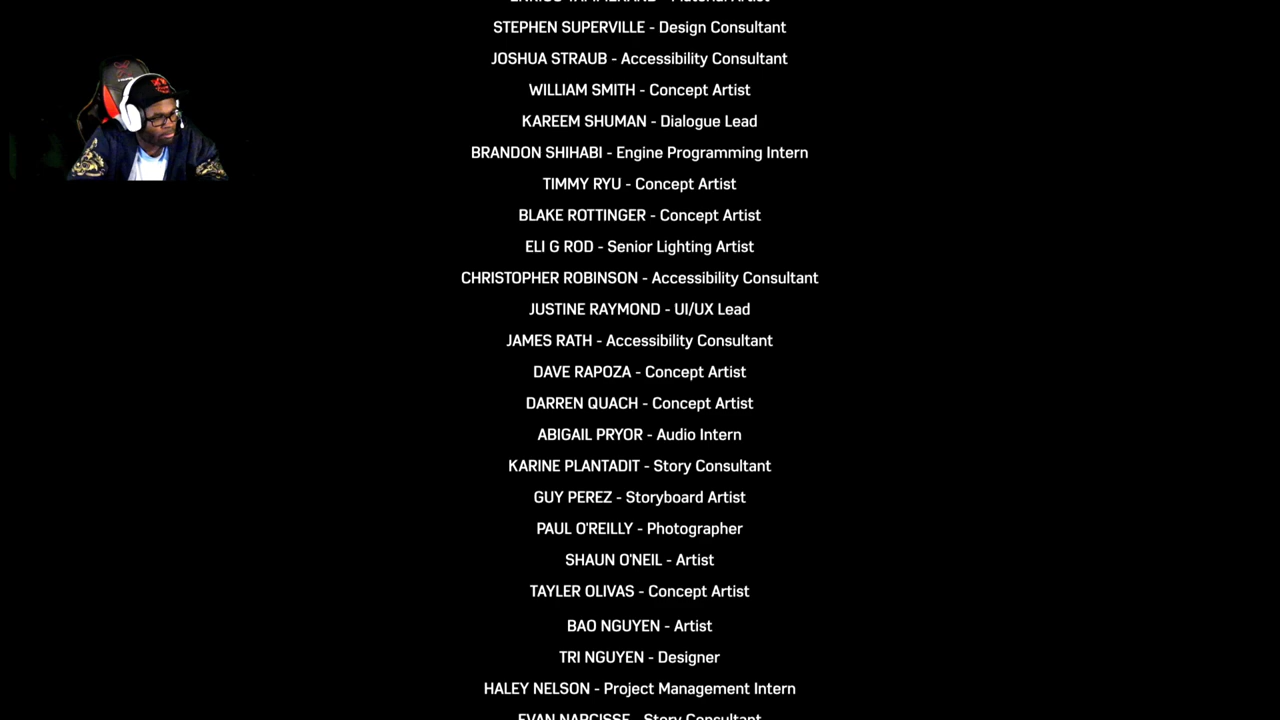 STEPHEN SUPERVILLE - Design Consultant
JOSHUA STRAUB - Accessibility Consultant
WILLIAM SMITH - Concept Artist
KAREEM SHUMAN - Dialogue Lead
BRANDON SHIHABI - Engine Programming Intern
TIMMY RYU - Concept Artist
BLAKE ROTTINGER - Concept Artist
ELI G ROD - Senior Lighting Artist
CHRISTOPHER ROBINSON - Accessibility Consultant
JUSTINE RAYMOND - UI/UX Lead
JAMES RATH - Accessibility Consultant
DAVE RAPOZA - Concept Artist
DARREN QUACH - Concept Artist
ABIGAIL PRYOR - Audio Intern
KARINE PLANTADIT - Story Consultant
GUY PEREZ - Storyboard Artist
PAUL O'REILLY - Photographer
SHAUN O'NEIL - Artist
TAYLER OLIVAS - Concept Artist
BAO NGUYEN - Artist
TRI NGUYEN - Designer
HALEY NELSON - Project Management Intern
EVAN NARCISSE - Story Consultant